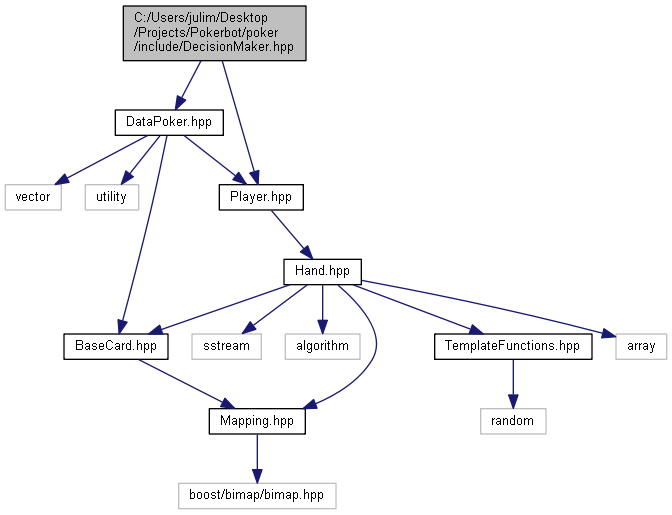 C:/Users/julim/Desktop
/Projects/Pokerbot/poker
/include/DecisionMaker.hpp
DataPoker.hpp
vector
utility
Player.hpp
Hand.hpp
BaseCard.hpp
sstream
algorithm
TemplateFunctions.hpp
array
Mapping.hpp
random
boost/bimap/bimap.hpp